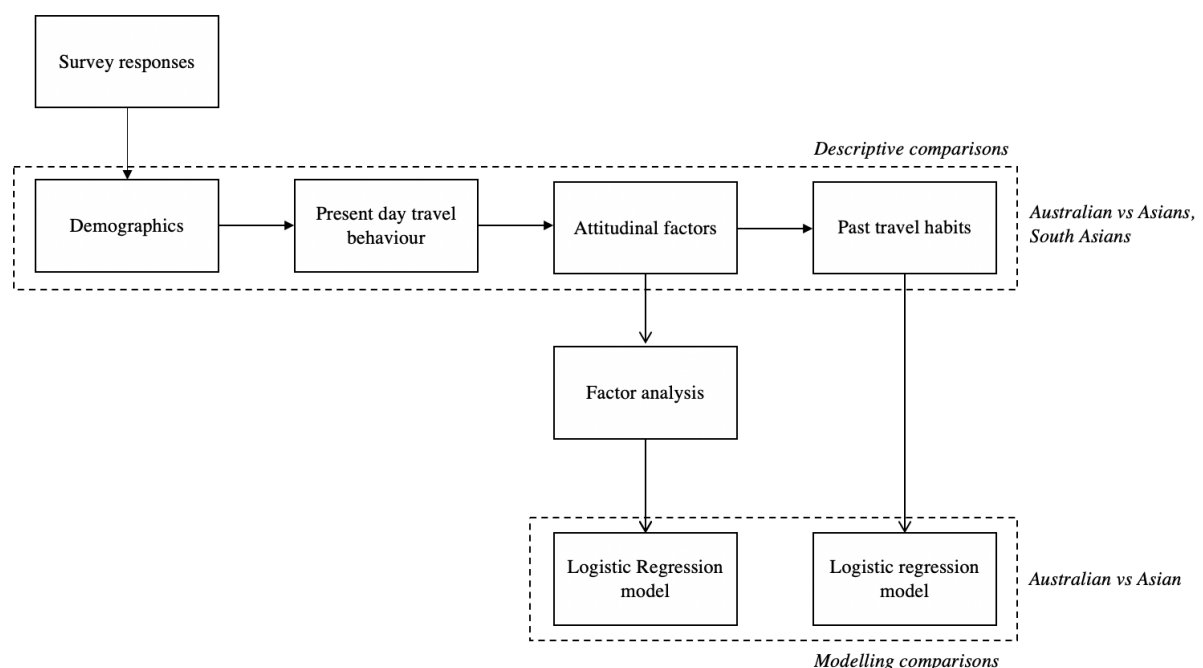 Survey responses
Descriptive comparisons
Demographics
Present day travel
behaviour
Attitudinal factors
Past travel habits
Australian vs Asians,
South Asians
Factor analysis
Logistic Regression
model
Logistic regression
model
Australian vs Asian
Modelling comparisons